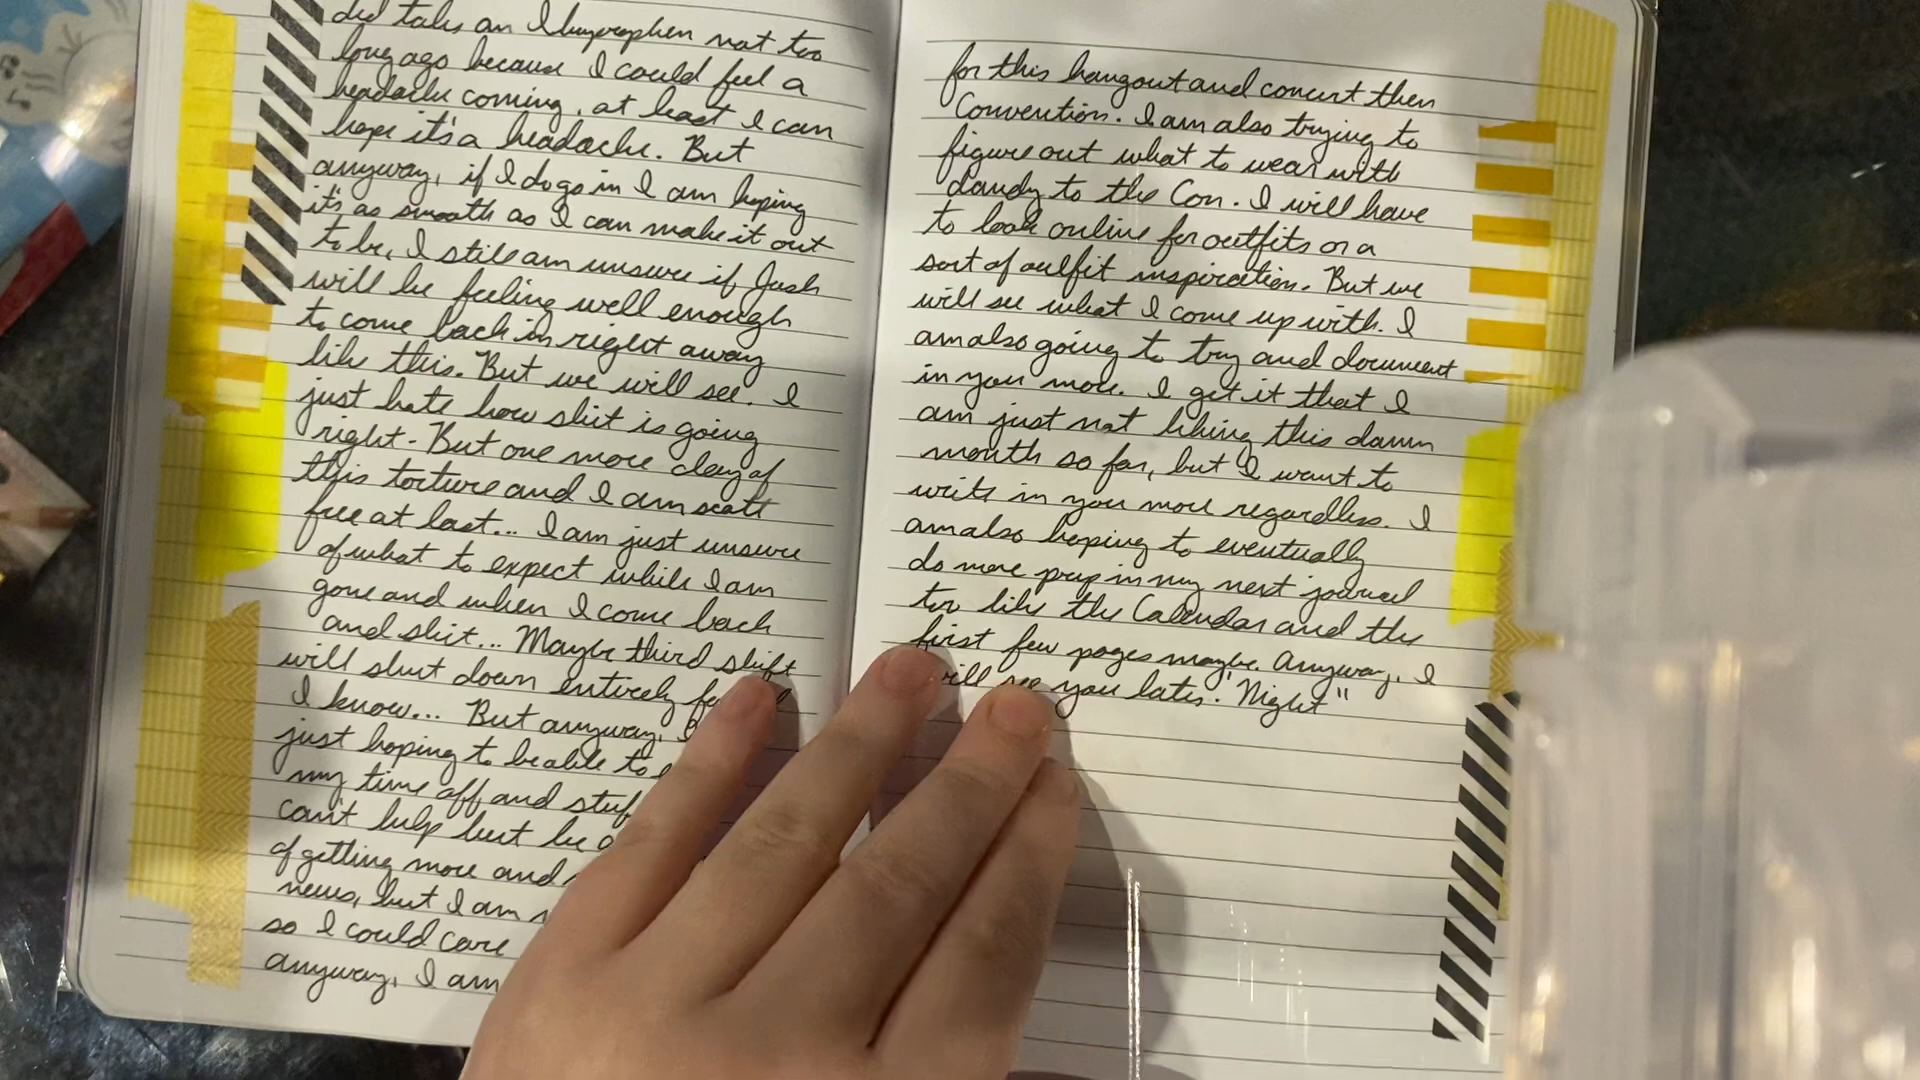 did take an Ibuprophen not too
long ago because I could feel a
headache coming, at least I can
hope it's a headache. But
anyway, if I do go in I am hoping
it's as smooth as I can make it out
to be, I still am unsure if Josh
will be feeling well enough
to come back in right away
like this. But we will see. I
just hate how shit is going
right. But one more day of
this torture and I am scott
free at last... I am just unsure
of what to expect while I am
gone and when I come back
and shit... Maybe third shift
will shut down entirely
I know... But anyway, I
just hoping to be able to
my time off and stuf
can't help but be
of getting more and
news, but I am
so I could care
anyway, I am
for this hangout and concert then
Convention. I am also trying to
figure out what to wear with
dandy to the Con. I will have
to look online for outfits or a
sort of outfit inspiration. But we
will see what I come up with. I
am also going to try and document
in you more. I get it that I
am just not liking this damn
month so far, but I want to
write in you more regardless. I
am also hoping to eventually
do more prep in my next journal
too like the Calendar and the
first few pages maybe. Anyway, I
will see you later. Night"